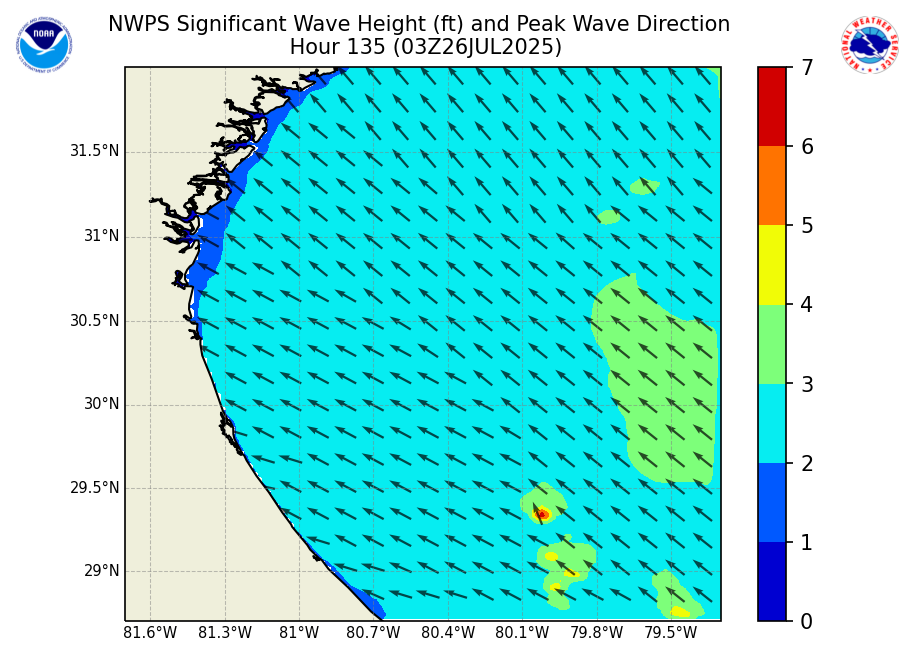 NWPS Significant Wave Height (ft) and Peak Wave Direction
Hour 135 (03Z26JUL2025)
NOAA
NATIONAL WEATHER SERVICE
31.5°N
31°N
30.5°N
30°N
29.5°N
29°N
81.6°W 81.3°W 81°W 80.7°W 80.4°W 80.1°W 79.8°W 79.5°W
7
6
5
4
3
2
1
0